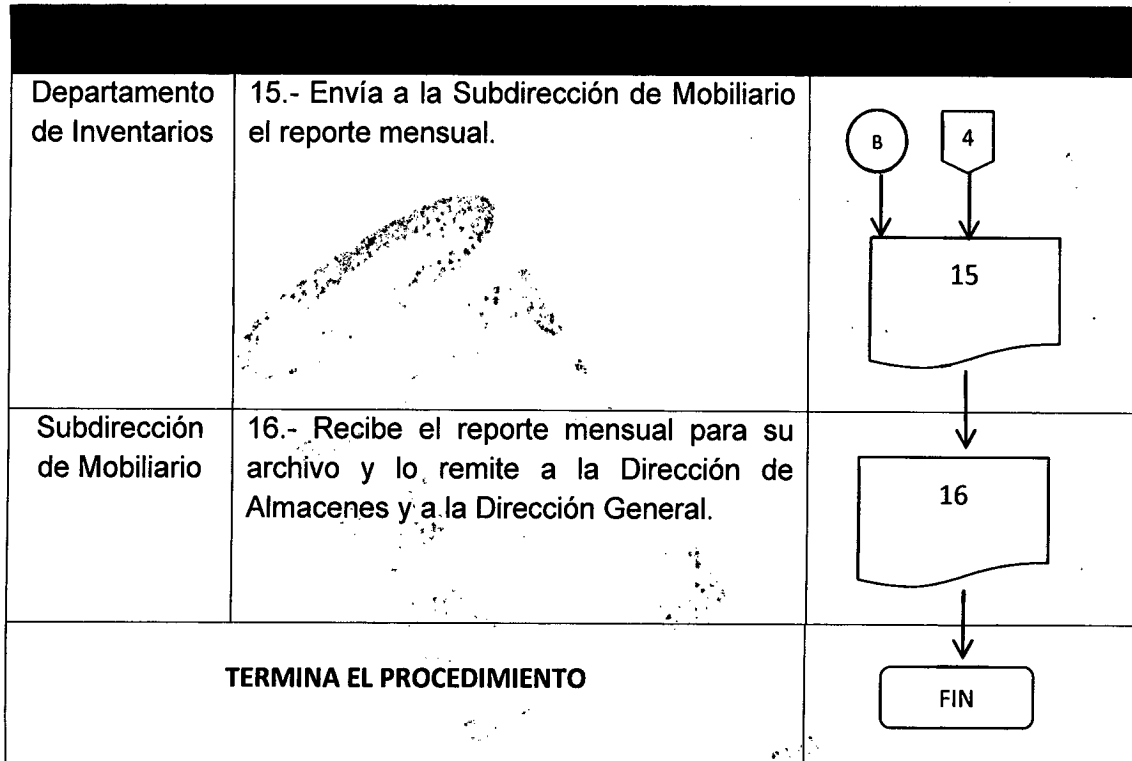 Departamento
de Inventarios
15.- Envía a la Subdirección de Mobiliario
el reporte mensual.
B
4
15
Subdirección
de Mobiliario
16.- Recibe el reporte mensual para su
archivo y lo remite a la Dirección de
Almacenes y a la Dirección General.
16
TERMINA EL PROCEDIMIENTO
FIN